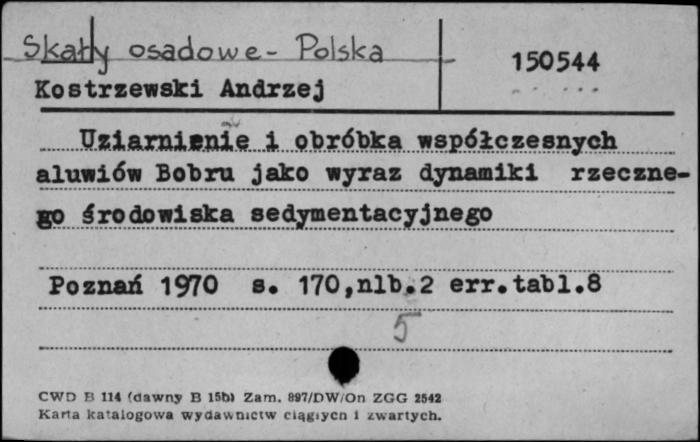 Skały osadowe - Polska
150544
Kostrzewski Andrzej
Uziarnienie i obróbka współczesnych
aluwiów Bobru jako wyraz dynamiki rzeczne-
go środowiska sedymentacyjnego
Poznań 1970 s. 170,nlb.2 err.tabl.8
5
CWD B 114 (dawny B 15b) Zam. 897/DW/On ZGG 2542
Karta katalogowa wydawnictw ciągłych i zwartych.